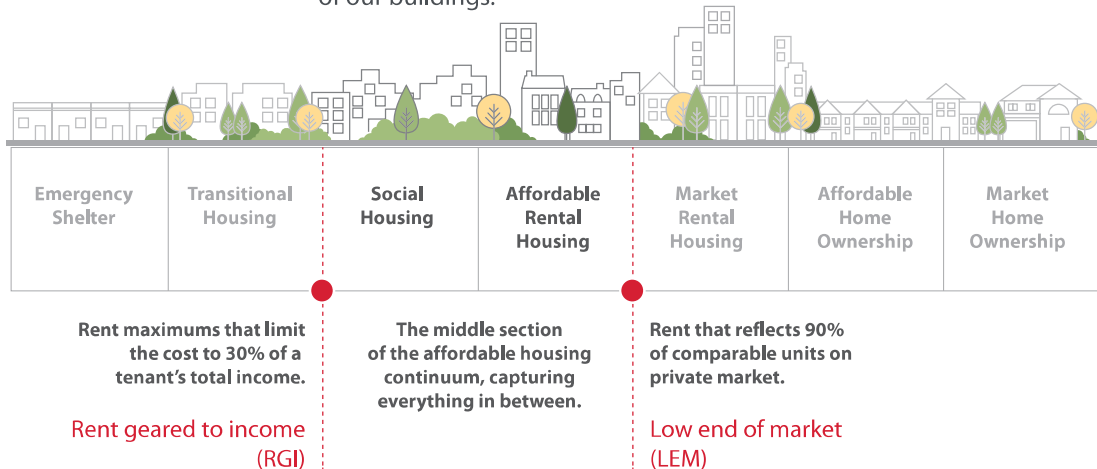 of our buildings.
Emergency
Shelter
Transitional
Housing
Social
Housing
Affordable
Rental
Housing
Market
Rental
Housing
Affordable
Home
Ownership
Market
Home
Ownership
Rent maximums that limit
the cost to 30% of a
tenant's total income.
Rent geared to income
(RGI)
The middle section
of the affordable housing
continuum, capturing
everything in between.
Rent that reflects 90%
of comparable units on
private market.
Low end of market
(LEM)